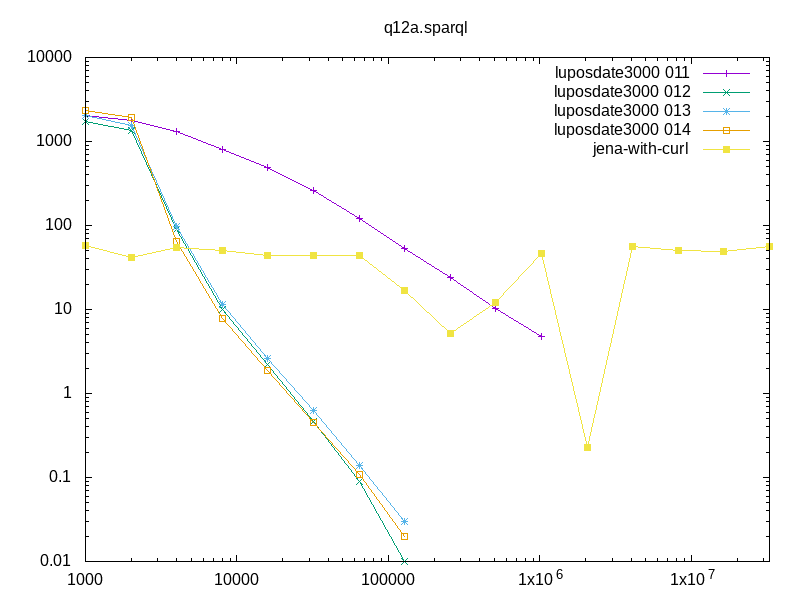 q12a.sparql
10000
1000
100
10
1
0.1
0.01
luposdate3000 011
luposdate3000 012
luposdate3000 013
luposdate3000 014
jena-with-curl
1000 10000 100000 1x10^6 1x10^7